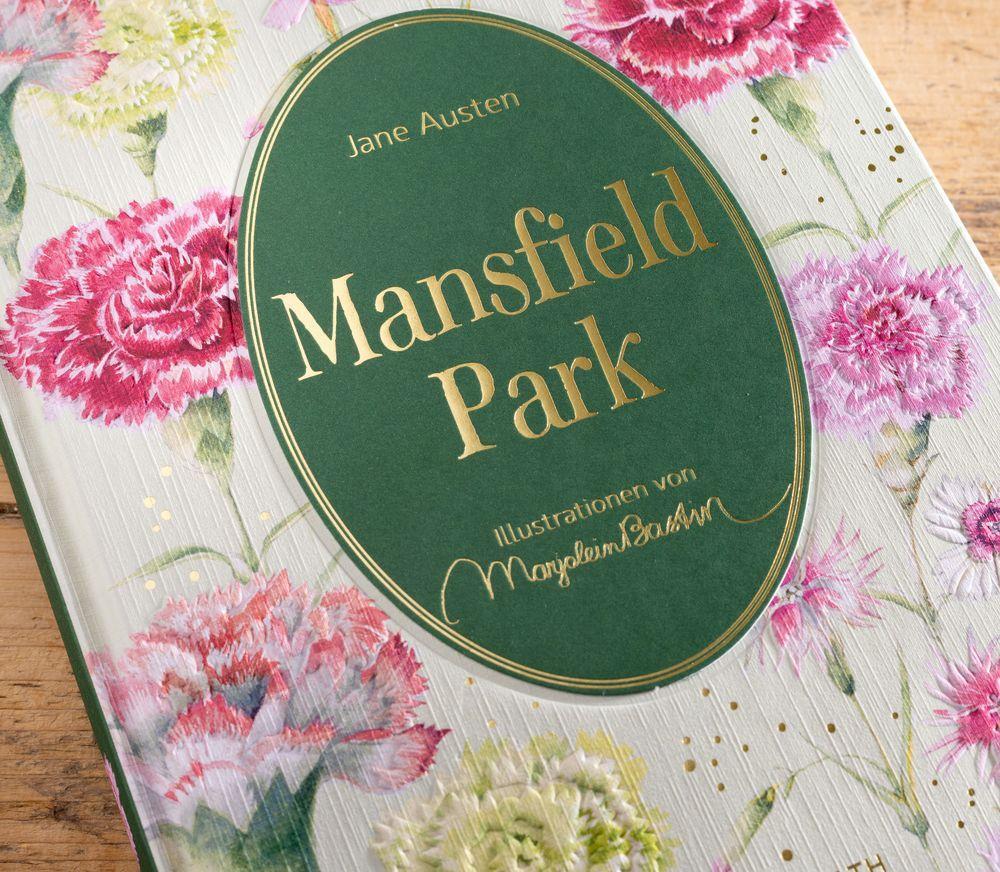 Jane Austen
Mansfield
Park
Illustrationen von
Marjolein Bastin